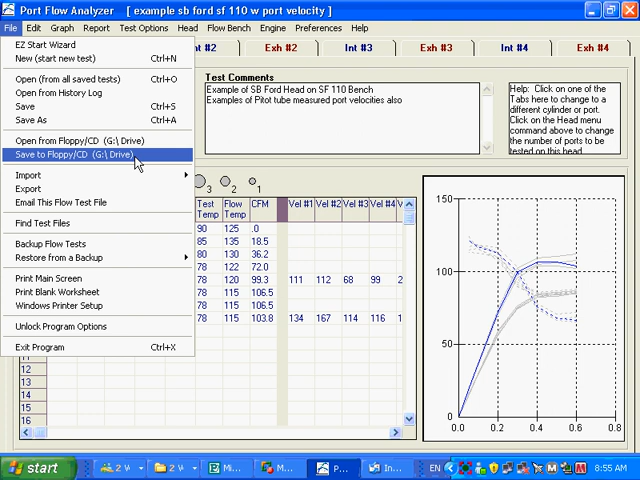 Port Flow Analyzer [ example sb ford sf 110 w port velocity ]
File Edit Graph Report Test Options Head Flow Bench Engine Preferences Help
EZ Start Wizard
New (start new test) Ctrl+N
Open (from all saved tests) Ctrl+O
Open from History Log
Save Ctrl+S
Save As Ctrl+A
Open from Floppy/CD (G:\ Drive)
Save to Floppy/CD (G:\ Drive)
Import
Export
Email This Flow Test File
Find Test Files
Backup Flow Tests
Restore from a Backup
Print Main Screen
Print Blank Worksheet
Windows Printer Setup
Unlock Program Options
Exit Program Ctrl+X
nt #2 Exh #2 Int #3 Exh #3 Int #4 Exh #4
Test Comments
Example of SB Ford Head on SF 110 Bench
Examples of Pitot tube measured port velocities also
Help: Click on one of the
Tabs here to change to a
different cylinder or port.
Click on the Head menu
command above to change
the number of ports to be
tested on this head.
3 2 1
Test Temp Flow Temp CFM Vel #1 Vel #2 Vel #3 Vel #4 V
90 125 .0
85 135 18.5
80 130 36.2
78 122 72.0
78 120 99.3 111 112 68 99 2
78 115 106.5
78 115 106.5
78 115 103.8 134 167 114 116 1
11
12
13
14
15
16
150
100
50
0
0.0 0.2 0.4 0.6 0.8
start 2 W 2 W Mi... M... P... In... EN 8:55 AM